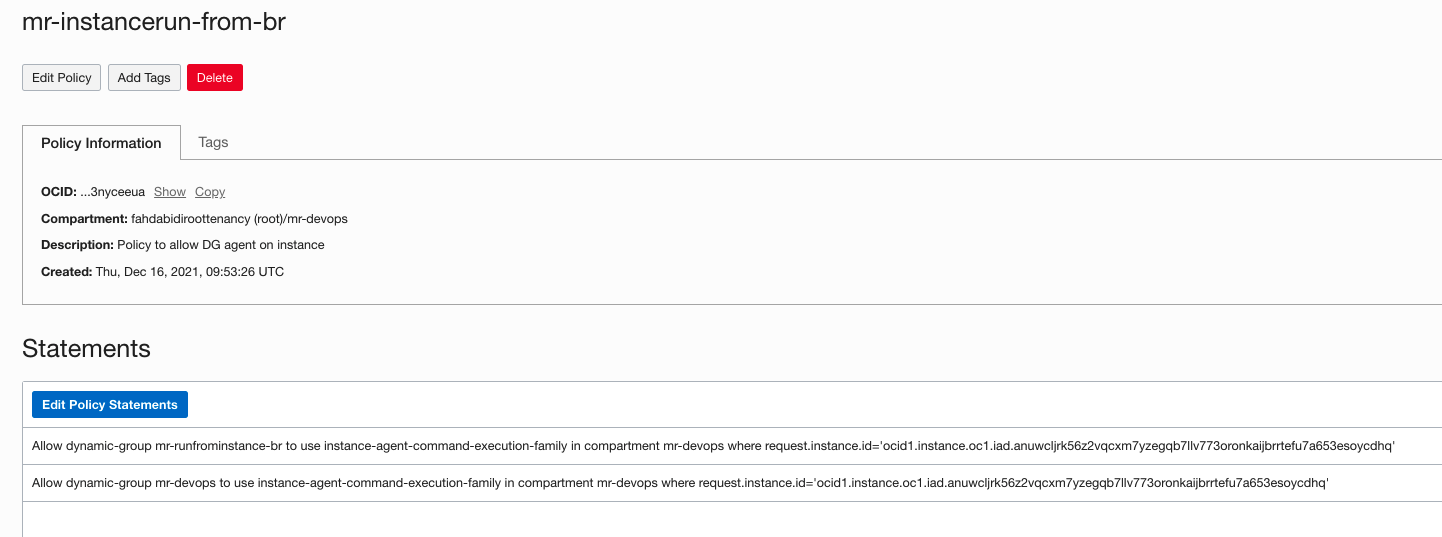 mr-instancerun-from-br
Edit Policy Add Tags Delete
Policy Information Tags
OCID: ...3nyceeua Show Copy
Compartment: fahdabidiroottenancy (root)/mr-devops
Description: Policy to allow DG agent on instance
Created: Thu, Dec 16, 2021, 09:53:26 UTC
Statements
Edit Policy Statements
Allow dynamic-group mr-runfrominstance-br to use instance-agent-command-execution-family in compartment mr-devops where request.instance.id='ocid1.instance.oc1.iad.anuwcljrk56z2vqcxm7yzegqb7llv773oronkaijbrrtefu7a653esoycdhq'
Allow dynamic-group mr-devops to use instance-agent-command-execution-family in compartment mr-devops where request.instance.id='ocid1.instance.oc1.iad.anuwcljrk56z2vqcxm7yzegqb7llv773oronkaijbrrtefu7a653esoycdhq'